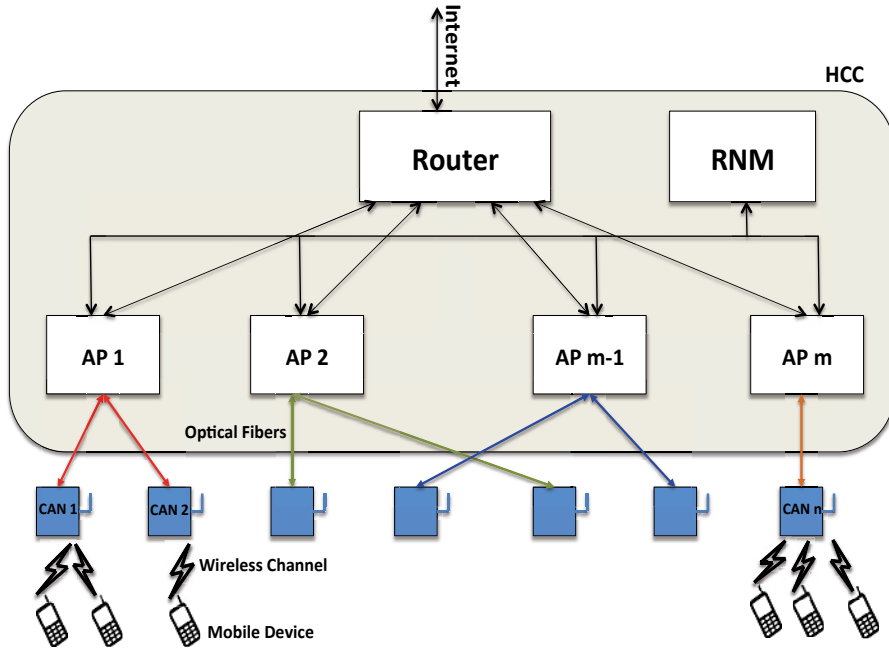 Internet
HCC
Router
RNM
AP 1
AP 2
AP m-1
AP m
Optical Fibers
CAN 1
CAN 2
CAN n
Wireless Channel
Mobile Device